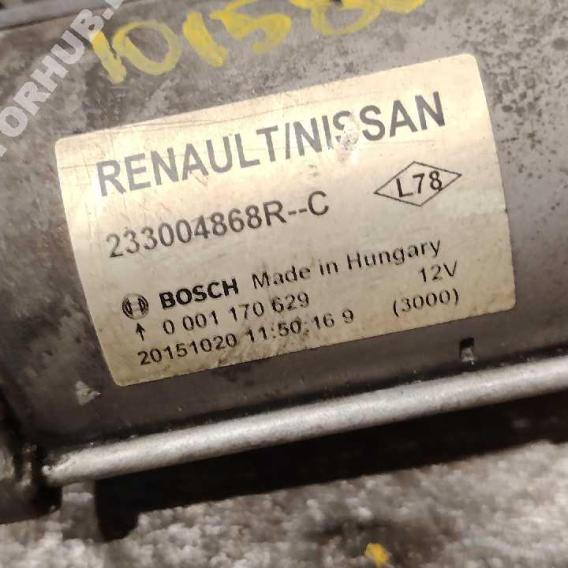 101580
RENAULT/NISSAN
233004868R--C
L78
BOSCH Made in Hungary
0 001 170 629 12V
20151020 11:50:16 9 (3000)